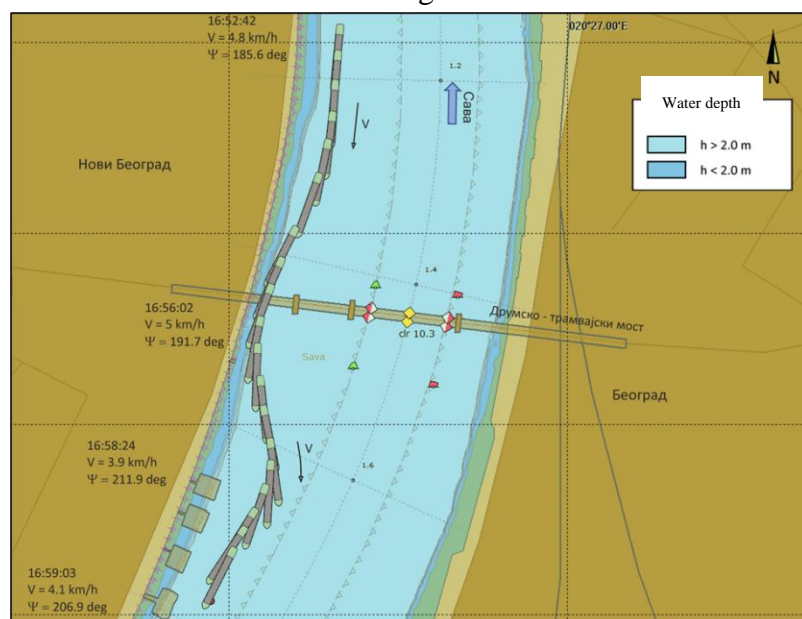 16:52:42
V = 4.8 km/h
Ψ = 185.6 deg
020°27.00'E
N
1.2
Сава
V
Water depth
h > 2.0 m
h < 2.0 m
Нови Београд
1.4
16:56:02
V = 5 km/h
Ψ = 191.7 deg
Друмско - трамвајски мост
clr 10.3
Sava
Београд
16:58:24
V = 3.9 km/h
Ψ = 211.9 deg
V
1.6
16:59:03
V = 4.1 km/h
Ψ = 206.9 deg